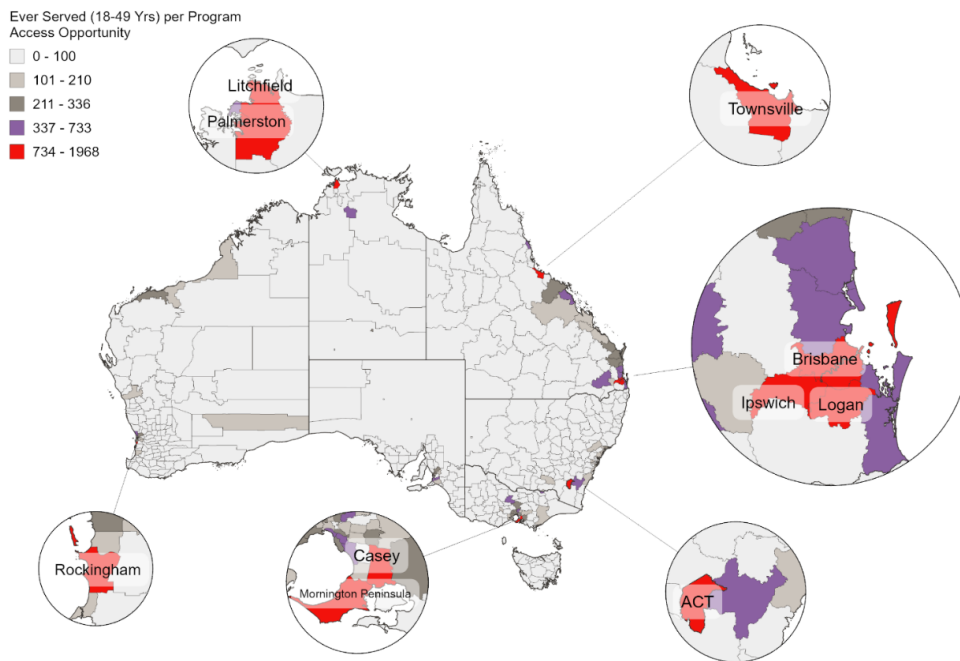 Ever Served (18-49 Yrs) per Program
Access Opportunity
0 - 100
101 - 210
211 - 336
337 - 733
734 - 1968
Litchfield
Palmerston
Townsville
Brisbane
Ipswich
Logan
Rockingham
Casey
Mornington Peninsula
ACT